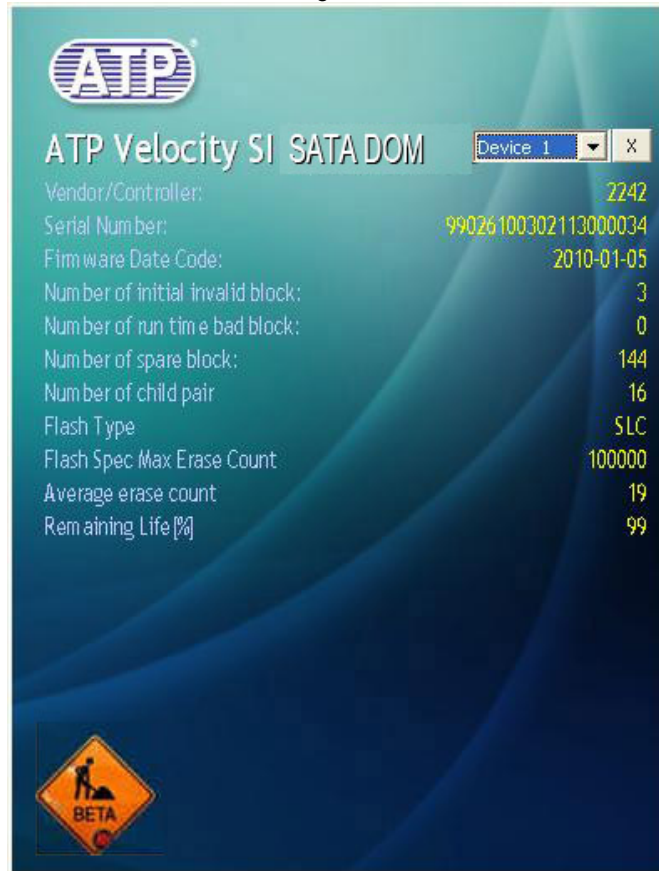 ATP
ATP Velocity SI SATA DOM Device 1 X
Vendor/Controller: 2242
Serial Number: 99026100302113000034
Firmware Date Code: 2010-01-05
Number of initial invalid block: 3
Number of run time bad block: 0
Number of spare block: 144
Number of child pair 16
Flash Type SLC
Flash Spec Max Erase Count 100000
Average erase count 19
Remaining Life [%] 99
BETA